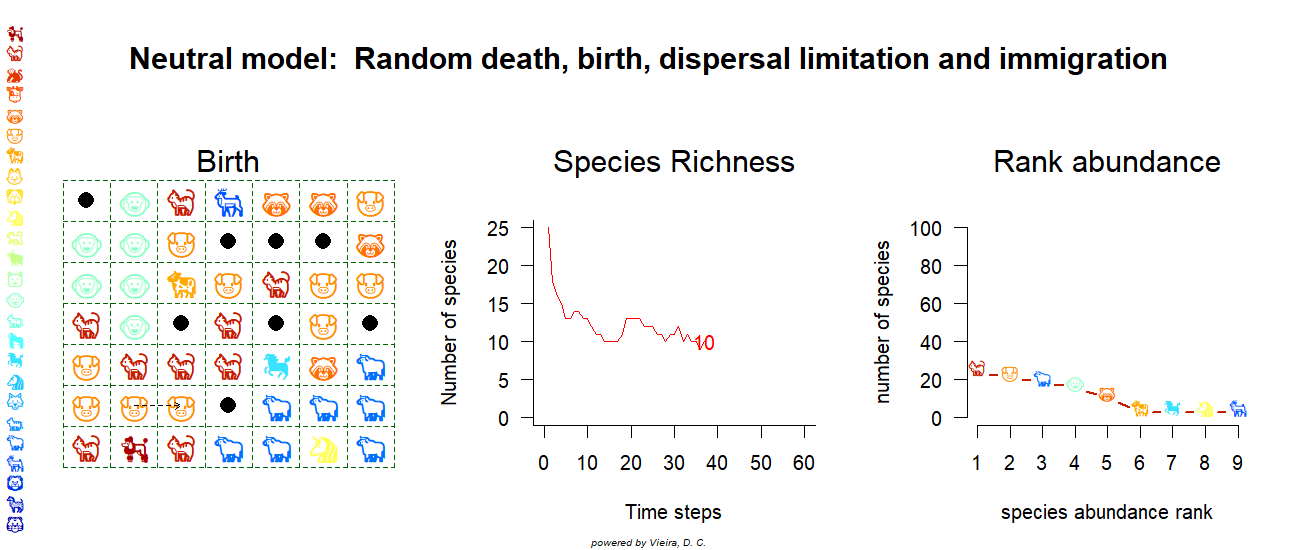 Neutral model:  Random death, birth, dispersal limitation and immigration
Birth
Species Richness
Number of species
25
20
15
10
5
0
10
0 10 20 30 40 50 60
Time steps
Rank abundance
number of species
100
80
60
40
20
0
1 2 3 4 5 6 7 8 9
species abundance rank
powered by Vieira, D. C.